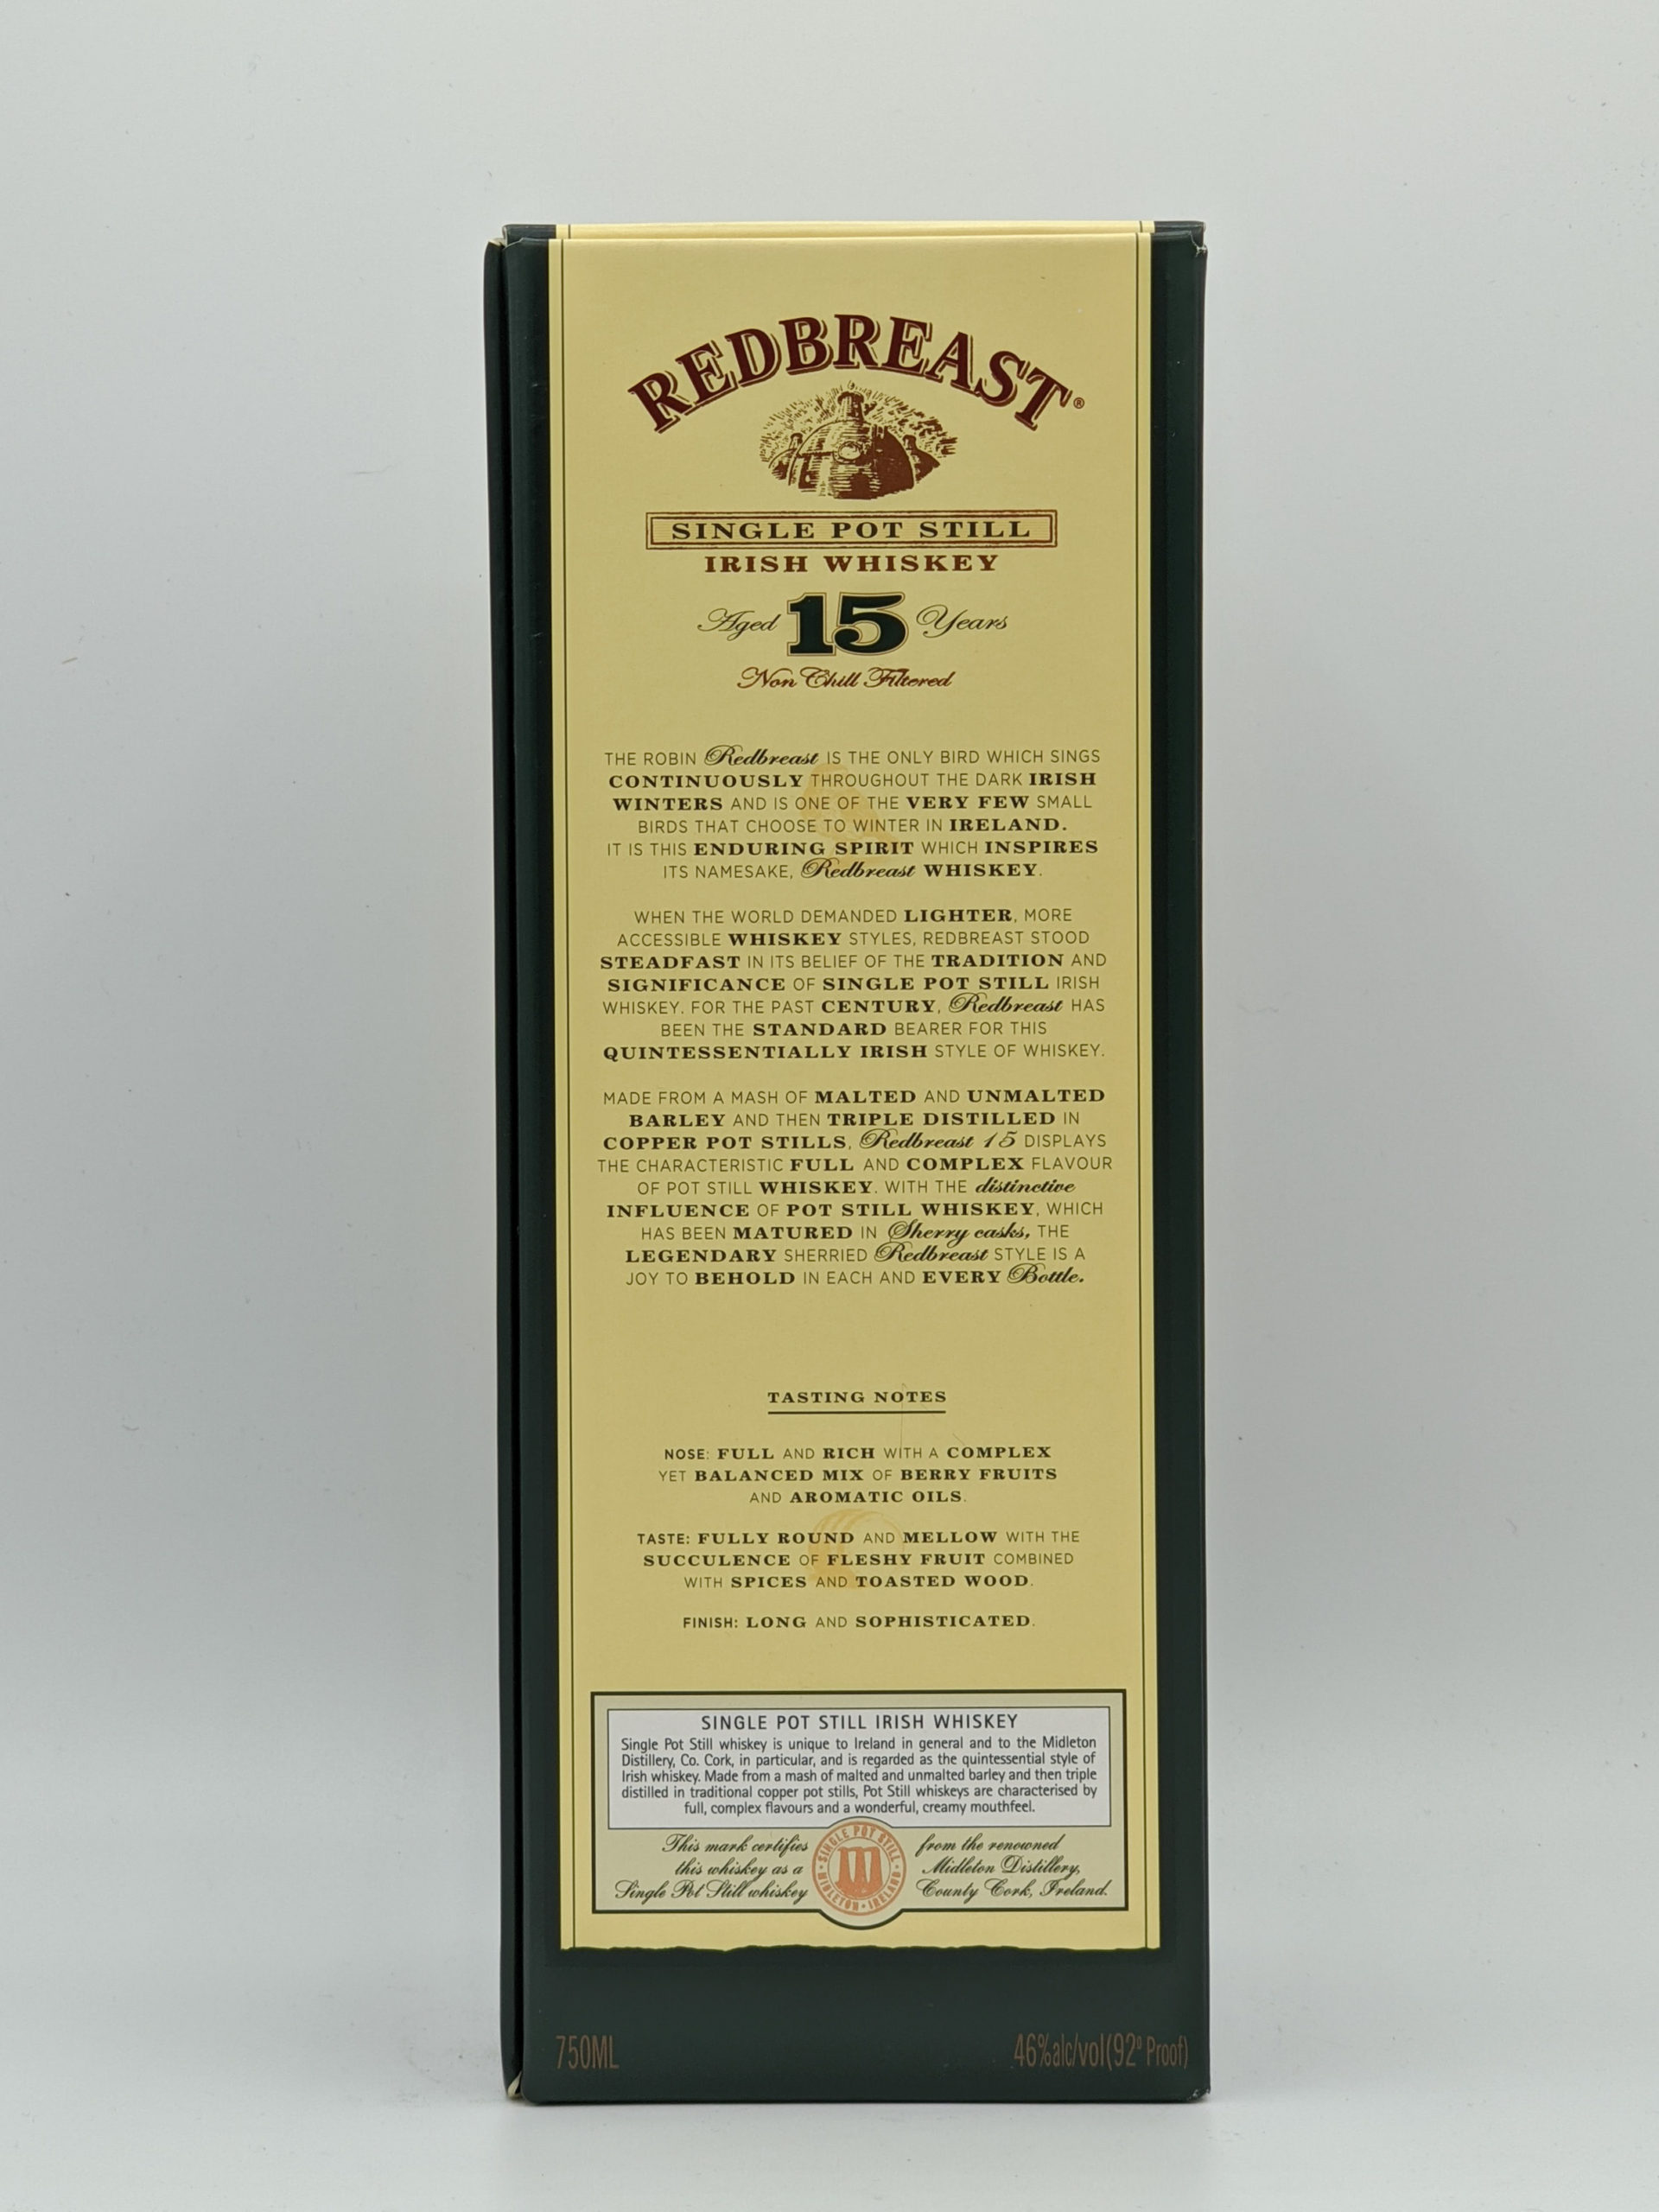 REDBREAST®
SINGLE POT STILL
IRISH WHISKEY
Aged 15 Years
Non Chill Filtered
THE ROBIN Redbreast IS THE ONLY BIRD WHICH SINGS
CONTINUOUSLY THROUGHOUT THE DARK IRISH
WINTERS AND IS ONE OF THE VERY FEW SMALL
BIRDS THAT CHOOSE TO WINTER IN IRELAND.
IT IS THIS ENDURING SPIRIT WHICH INSPIRES
ITS NAMESAKE, Redbreast WHISKEY.
WHEN THE WORLD DEMANDED LIGHTER, MORE
ACCESSIBLE WHISKEY STYLES, REDBREAST STOOD
STEADFAST IN ITS BELIEF OF THE TRADITION AND
SIGNIFICANCE OF SINGLE POT STILL IRISH
WHISKEY. FOR THE PAST CENTURY, Redbreast HAS
BEEN THE STANDARD BEARER FOR THIS
QUINTESSENTIALLY IRISH STYLE OF WHISKEY.
MADE FROM A MASH OF MALTED AND UNMALTED
BARLEY AND THEN TRIPLE DISTILLED IN
COPPER POT STILLS, Redbreast 15 DISPLAYS
THE CHARACTERISTIC FULL AND COMPLEX FLAVOUR
OF POT STILL WHISKEY. WITH THE distinctive
INFLUENCE OF POT STILL WHISKEY, WHICH
HAS BEEN MATURED IN Sherry casks, THE
LEGENDARY SHERRIED Redbreast STYLE IS A
JOY TO BEHOLD IN EACH AND EVERY Bottle.
TASTING NOTES
NOSE: FULL AND RICH WITH A COMPLEX
YET BALANCED MIX OF BERRY FRUITS
AND AROMATIC OILS.
TASTE: FULLY ROUND AND MELLOW WITH THE
SUCCULENCE OF FLESHY FRUIT COMBINED
WITH SPICES AND TOASTED WOOD.
FINISH: LONG AND SOPHISTICATED.
SINGLE POT STILL IRISH WHISKEY
Single Pot Still whiskey is unique to Ireland in general and to the Midleton
Distillery, Co. Cork, in particular, and is regarded as the quintessential style of
Irish whiskey. Made from a mash of malted and unmalted barley and then triple
distilled in traditional copper pot stills, Pot Still whiskeys are characterised by
full, complex flavours and a wonderful, creamy mouthfeel.
This mark certifies
this whiskey as a
Single Pot Still whiskey
SINGLE POT STILL
MIDLETON • IRELAND
from the renowned
Midleton Distillery,
County Cork, Ireland.
750ML
46%alc/vol(92° Proof)